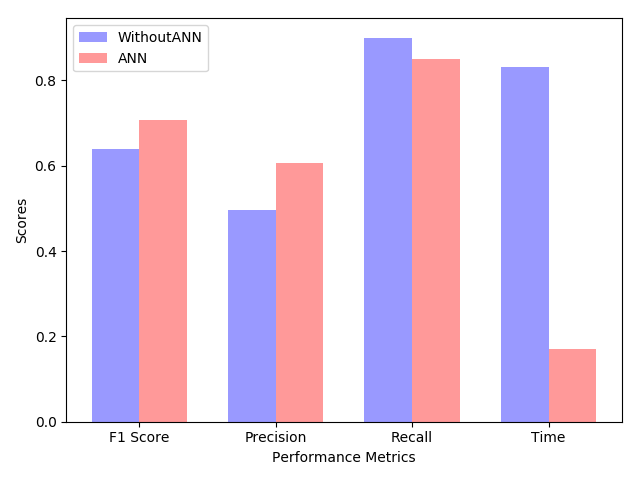 WithoutANN
ANN
Scores
0.8
0.6
0.4
0.2
0.0
F1 Score
Precision
Recall
Time
Performance Metrics